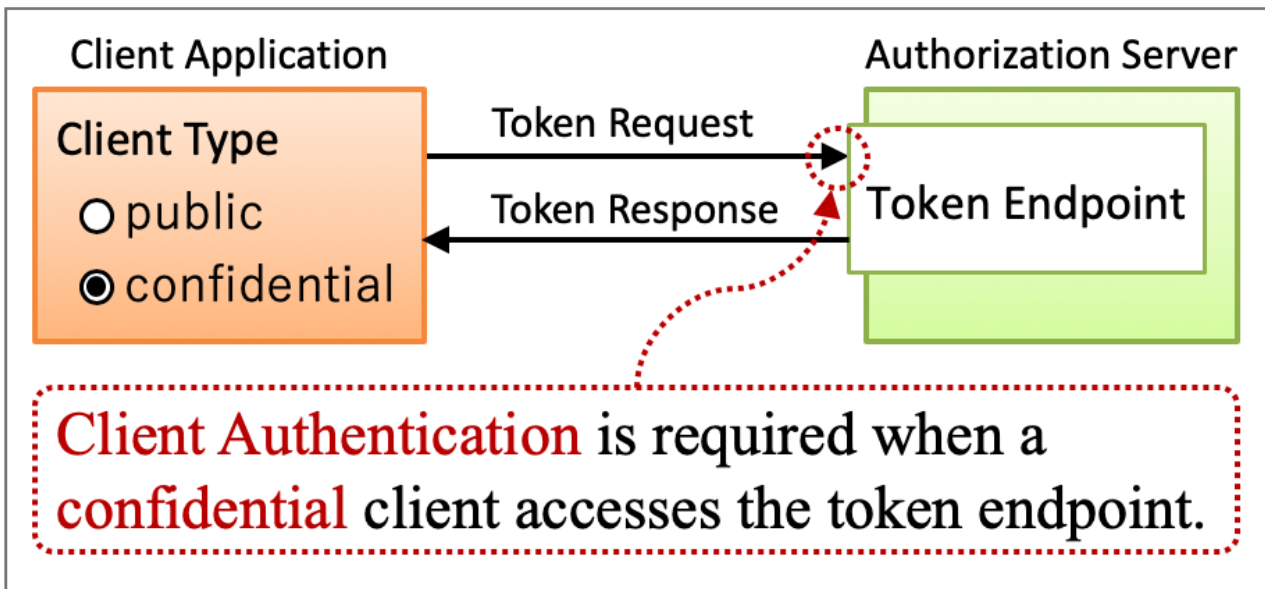 Client Application
Authorization Server
Client Type
public
confidential
Token Request
Token Response
Token Endpoint
Client Authentication is required when a
confidential client accesses the token endpoint.